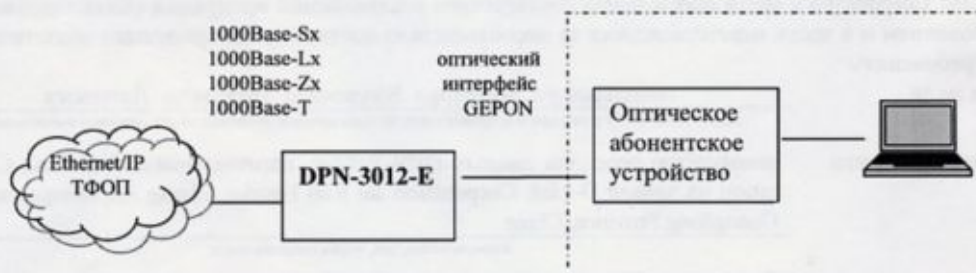 1000Base-Sx
1000Base-Lx оптический
1000Base-Zx интерфейс
1000Base-T GEPON
Ethernet/IP
ТФОП
DPN-3012-E
Оптическое
абонентское
устройство